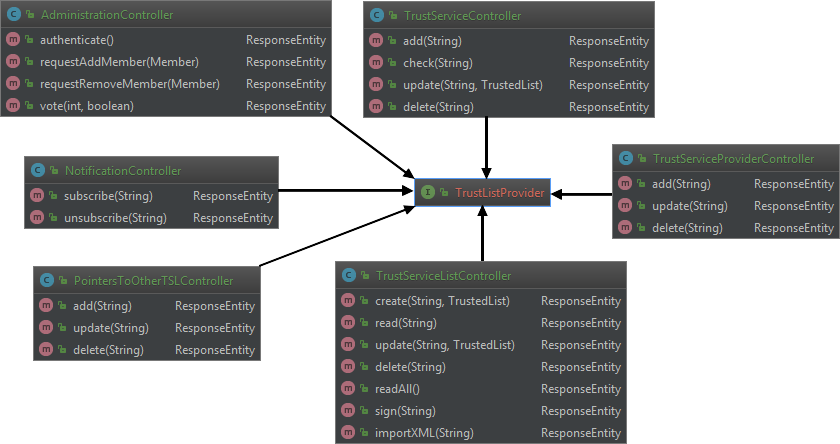 C AdministrationController
m authenticate() ResponseEntity
m requestAddMember(Member) ResponseEntity
m requestRemoveMember(Member) ResponseEntity
m vote(int, boolean) ResponseEntity
C TrustServiceController
m add(String) ResponseEntity
m check(String) ResponseEntity
m update(String, TrustedList) ResponseEntity
m delete(String) ResponseEntity
C NotificationController
m subscribe(String) ResponseEntity
m unsubscribe(String) ResponseEntity
I TrustListProvider
C TrustServiceProviderController
m add(String) ResponseEntity
m update(String) ResponseEntity
m delete(String) ResponseEntity
C PointersToOtherTSLController
m add(String) ResponseEntity
m update(String) ResponseEntity
m delete(String) ResponseEntity
C TrustServiceListController
m create(String, TrustedList) ResponseEntity
m read(String) ResponseEntity
m update(String, TrustedList) ResponseEntity
m delete(String) ResponseEntity
m readAll() ResponseEntity
m sign(String) ResponseEntity
m importXML(String) ResponseEntity